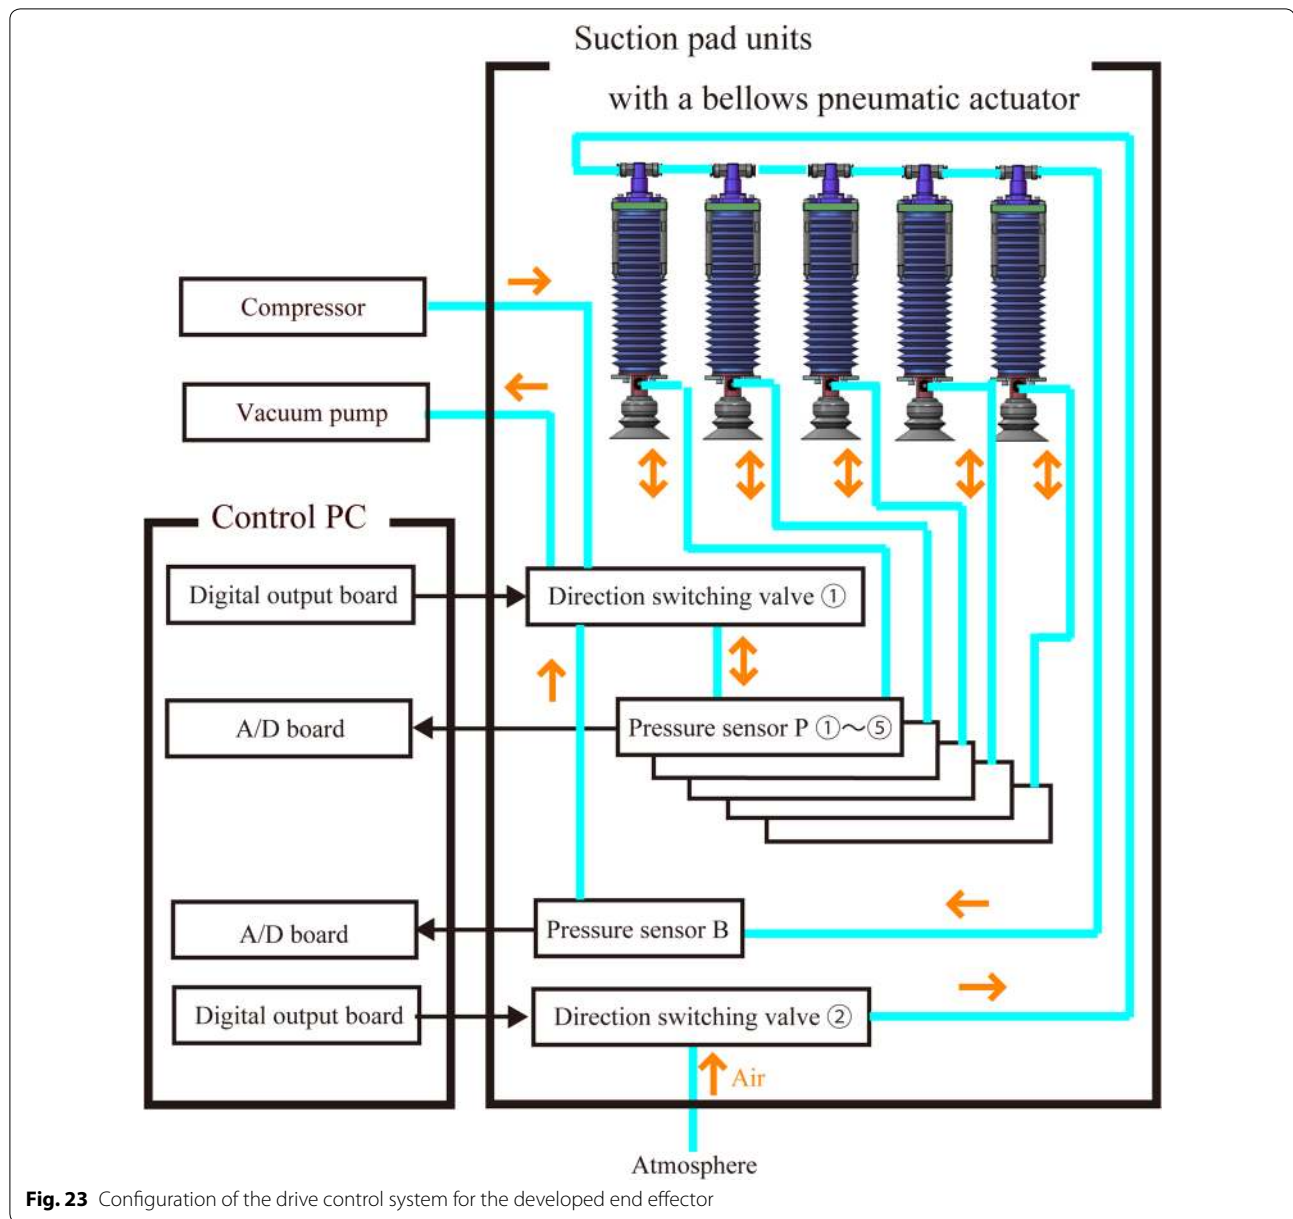 Suction pad units
with a bellows pneumatic actuator
Compressor
Vacuum pump
Control PC
Digital output board
Direction switching valve ①
A/D board
Pressure sensor P ①～⑤
A/D board
Pressure sensor B
Digital output board
Direction switching valve ②
Air
Atmosphere
Fig. 23 Configuration of the drive control system for the developed end effector